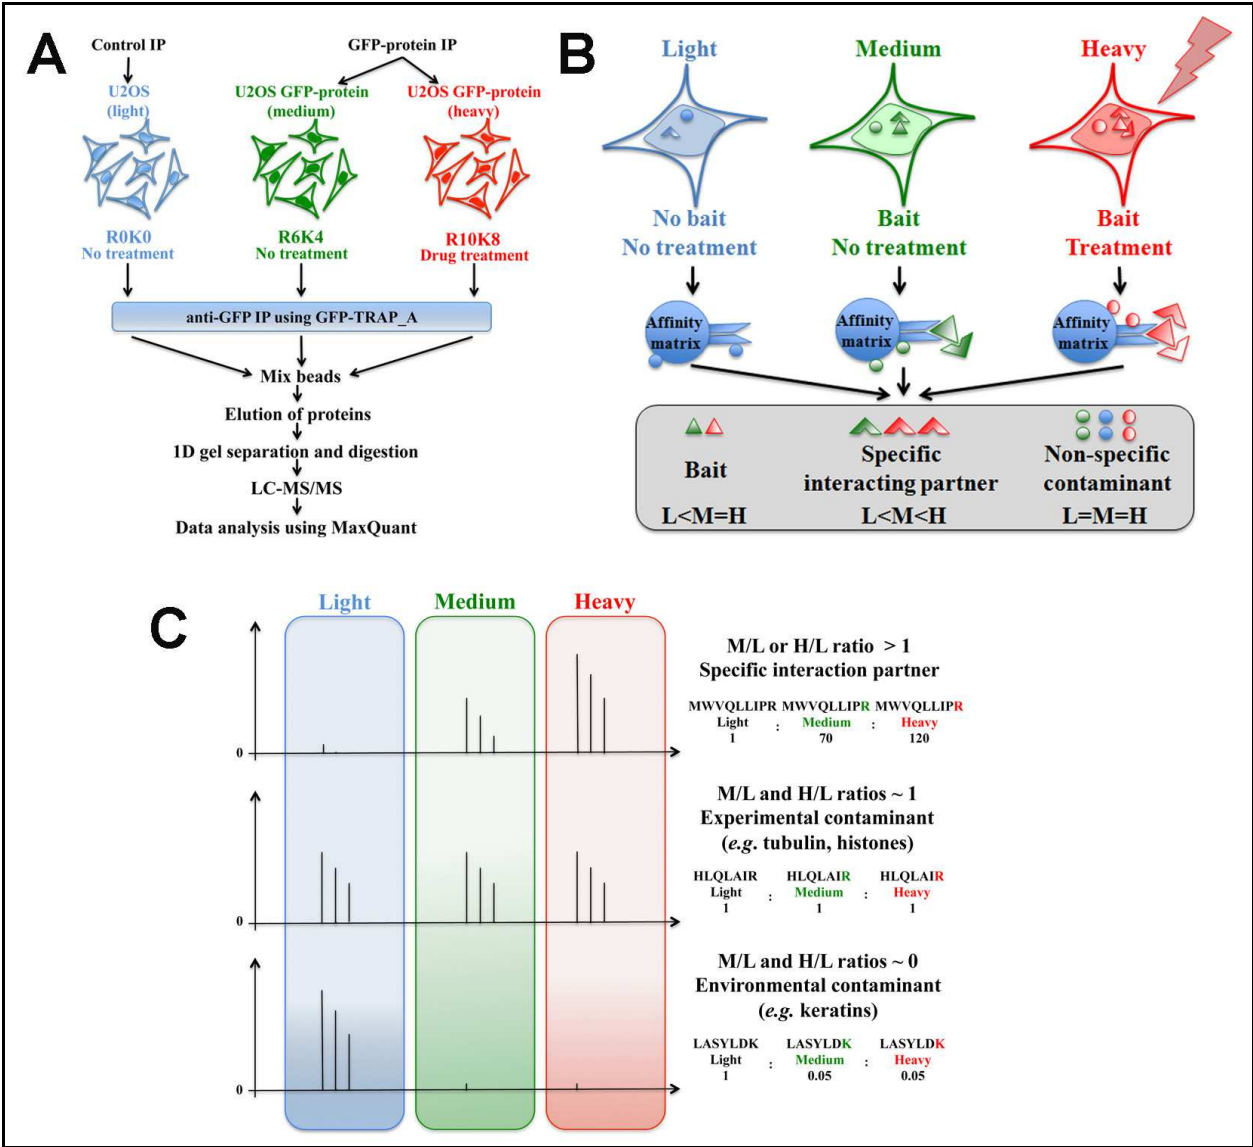 A
Control IP
GFP-protein IP
U2OS
(light)
U2OS GFP-protein
(medium)
U2OS GFP-protein
(heavy)
R0K0
No treatment
R6K4
No treatment
R10K8
Drug treatment
anti-GFP IP using GFP-TRAP_A
Mix beads
Elution of proteins
1D gel separation and digestion
LC-MS/MS
Data analysis using MaxQuant
B
Light
Medium
Heavy
No bait
No treatment
Bait
No treatment
Bait
Treatment
Affinity
matrix
Affinity
matrix
Affinity
matrix
Bait
L<M=H
Specific
interacting partner
L<M<H
Non-specific
contaminant
L=M=H
C
Light
Medium
Heavy
0
M/L or H/L ratio > 1
Specific interaction partner
MWVQLLIPR MWVQLLIPR MWVQLLIPR
Light : Medium : Heavy
1 70 120
0
M/L and H/L ratios ~ 1
Experimental contaminant
(e.g. tubulin, histones)
HLQLAIR HLQLAIR HLQLAIR
Light : Medium : Heavy
1 1 1
0
M/L and H/L ratios ~ 0
Environmental contaminant
(e.g. keratins)
LASYLDK LASYLDK LASYLDK
Light : Medium : Heavy
1 0.05 0.05